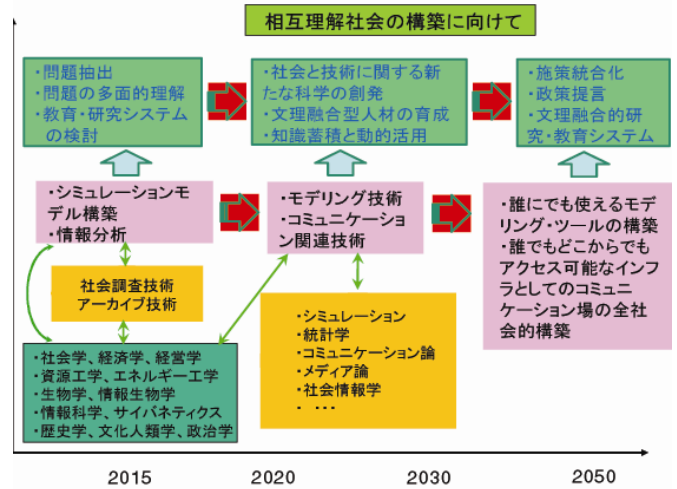 相互理解社会の構築に向けて
・問題抽出
・問題の多面的理解
・教育・研究システム
の検討
・社会と技術に関する新
たな科学の創発
・文理融合型人材の育成
・知識蓄積と動的活用
・施策統合化
・政策提言
・文理融合的研
究・教育システム
・シミュレーションモ
デル構築
・情報分析
・モデリング技術
・コミュニケーショ
ン関連技術
・誰にでも使えるモデ
リング・ツールの構築
・誰でもどこからでも
アクセス可能なインフ
ラとしてのコミュニ
ケーション場の全社
会的構築
社会調査技術
アーカイブ技術
・シミュレーション
・統計学
・コミュニケーション論
・メディア論
・社会情報学
・ …
・社会学、経済学、経営学
・資源工学、エネルギー工学
・生物学、情報生物学
・情報科学、サイバネティクス
・歴史学、文化人類学、政治学
2015
2020
2030
2050